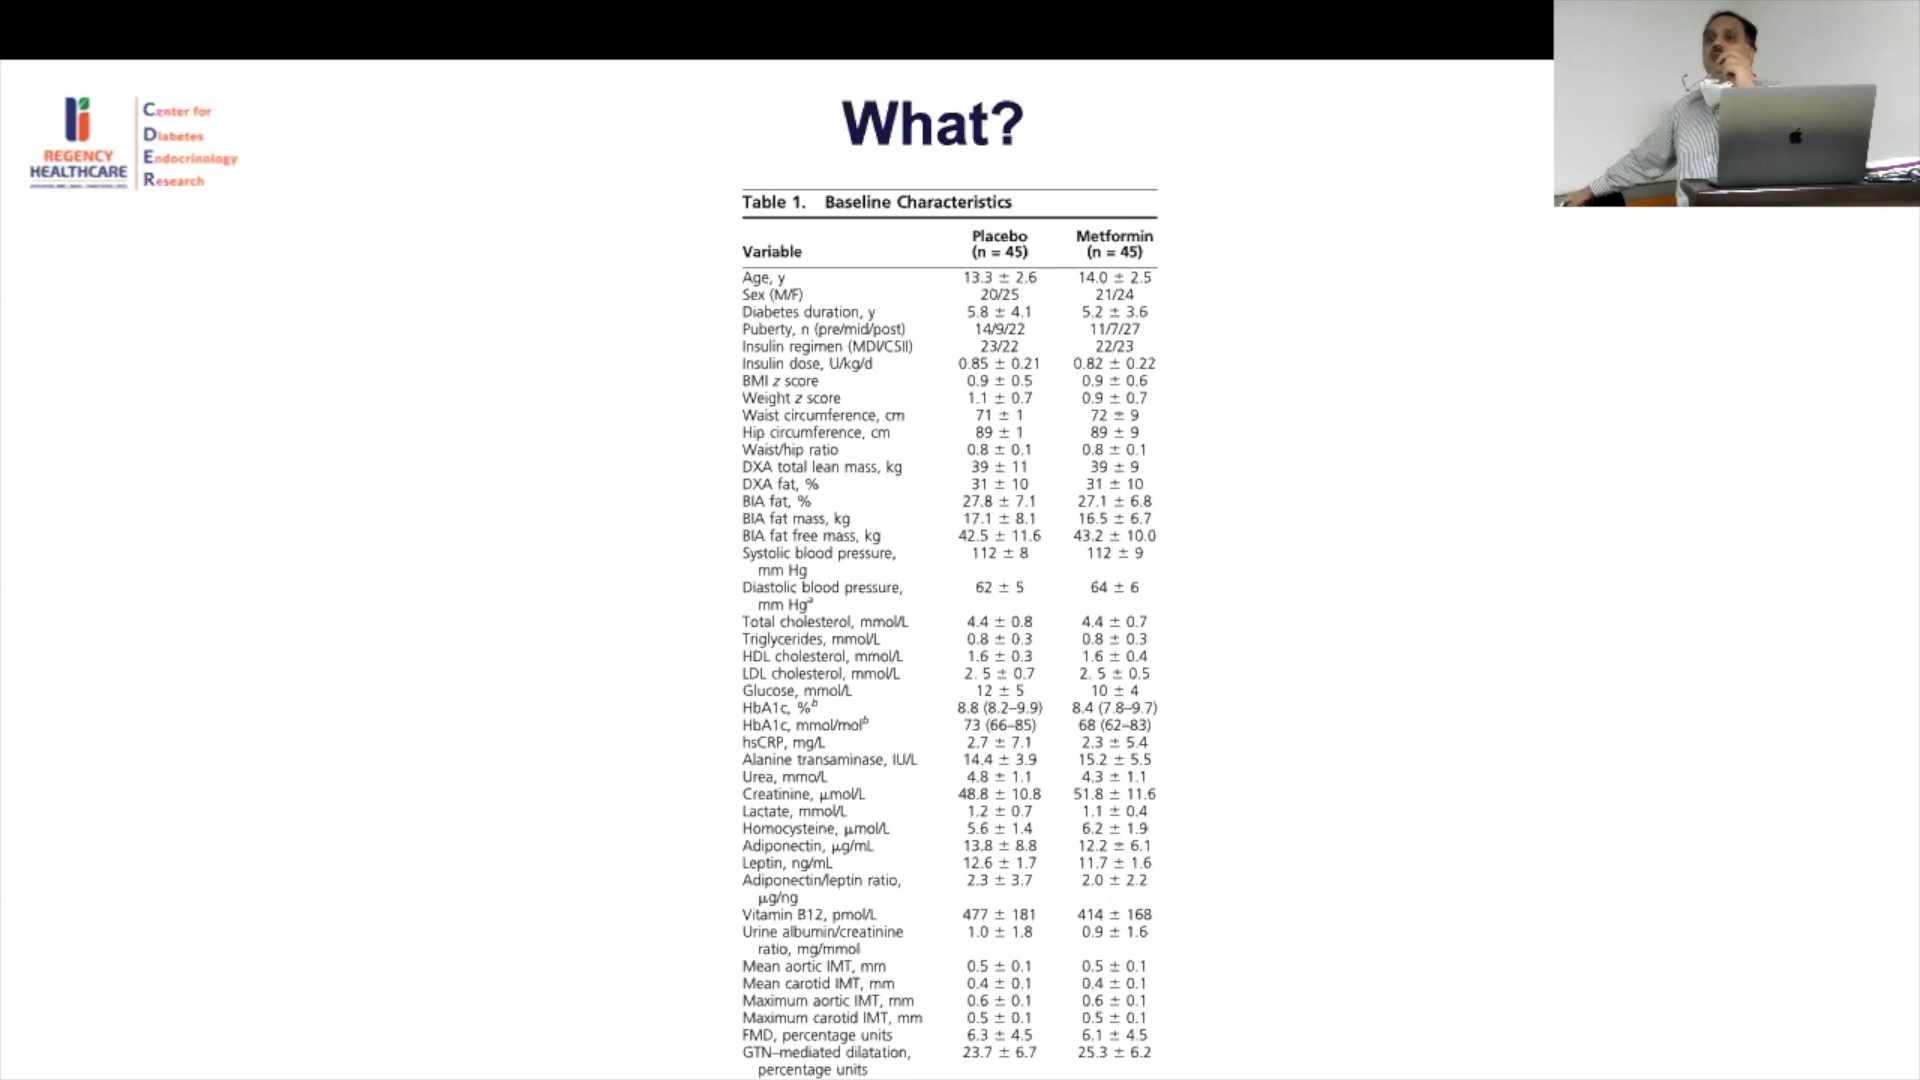 REGENCY
HEALTHCARE
Center for
Diabetes
Endocrinology
Research
What?
Table 1. Baseline Characteristics
Variable Placebo (n = 45) Metformin (n = 45)
Age, y 13.3 ± 2.6 14.0 ± 2.5
Sex (M/F) 20/25 21/24
Diabetes duration, y 5.8 ± 4.1 5.2 ± 3.6
Puberty, n (pre/mid/post) 14/9/22 11/7/27
Insulin regimen (MDI/CSII) 23/22 22/23
Insulin dose, U/kg/d 0.85 ± 0.21 0.82 ± 0.22
BMI z score 0.9 ± 0.5 0.9 ± 0.6
Weight z score 1.1 ± 0.7 0.9 ± 0.7
Waist circumference, cm 71 ± 1 72 ± 9
Hip circumference, cm 89 ± 1 89 ± 9
Waist/hip ratio 0.8 ± 0.1 0.8 ± 0.1
DXA total lean mass, kg 39 ± 11 39 ± 9
DXA fat, % 31 ± 10 31 ± 10
BIA fat, % 27.8 ± 7.1 27.1 ± 6.8
BIA fat mass, kg 17.1 ± 8.1 16.5 ± 6.7
BIA fat free mass, kg 42.5 ± 11.6 43.2 ± 10.0
Systolic blood pressure, 112 ± 8 112 ± 9
mm Hg
Diastolic blood pressure, 62 ± 5 64 ± 6
mm Hgª
Total cholesterol, mmol/L 4.4 ± 0.8 4.4 ± 0.7
Triglycerides, mmol/L 0.8 ± 0.3 0.8 ± 0.3
HDL cholesterol, mmol/L 1.6 ± 0.3 1.6 ± 0.4
LDL cholesterol, mmol/L 2. 5 ± 0.7 2. 5 ± 0.5
Glucose, mmol/L 12 ± 5 10 ± 4
HbA1c, %ᵇ 8.8 (8.2–9.9) 8.4 (7.8–9.7)
HbA1c, mmol/molᵇ 73 (66–85) 68 (62–83)
hsCRP, mg/L 2.7 ± 7.1 2.3 ± 5.4
Alanine transaminase, IU/L 14.4 ± 3.9 15.2 ± 5.5
Urea, mmo/L 4.8 ± 1.1 4.3 ± 1.1
Creatinine, μmol/L 48.8 ± 10.8 51.8 ± 11.6
Lactate, mmol/L 1.2 ± 0.7 1.1 ± 0.4
Homocysteine, μmol/L 5.6 ± 1.4 6.2 ± 1.9
Adiponectin, μg/mL 13.8 ± 8.8 12.2 ± 6.1
Leptin, ng/mL 12.6 ± 1.7 11.7 ± 1.6
Adiponectin/leptin ratio, 2.3 ± 3.7 2.0 ± 2.2
μg/ng
Vitamin B12, pmol/L 477 ± 181 414 ± 168
Urine albumin/creatinine 1.0 ± 1.8 0.9 ± 1.6
ratio, mg/mmol
Mean aortic IMT, mm 0.5 ± 0.1 0.5 ± 0.1
Mean carotid IMT, mm 0.4 ± 0.1 0.4 ± 0.1
Maximum aortic IMT, mm 0.6 ± 0.1 0.6 ± 0.1
Maximum carotid IMT, mm 0.5 ± 0.1 0.5 ± 0.1
FMD, percentage units 6.3 ± 4.5 6.1 ± 4.5
GTN–mediated dilatation, 23.7 ± 6.7 25.3 ± 6.2
percentage units